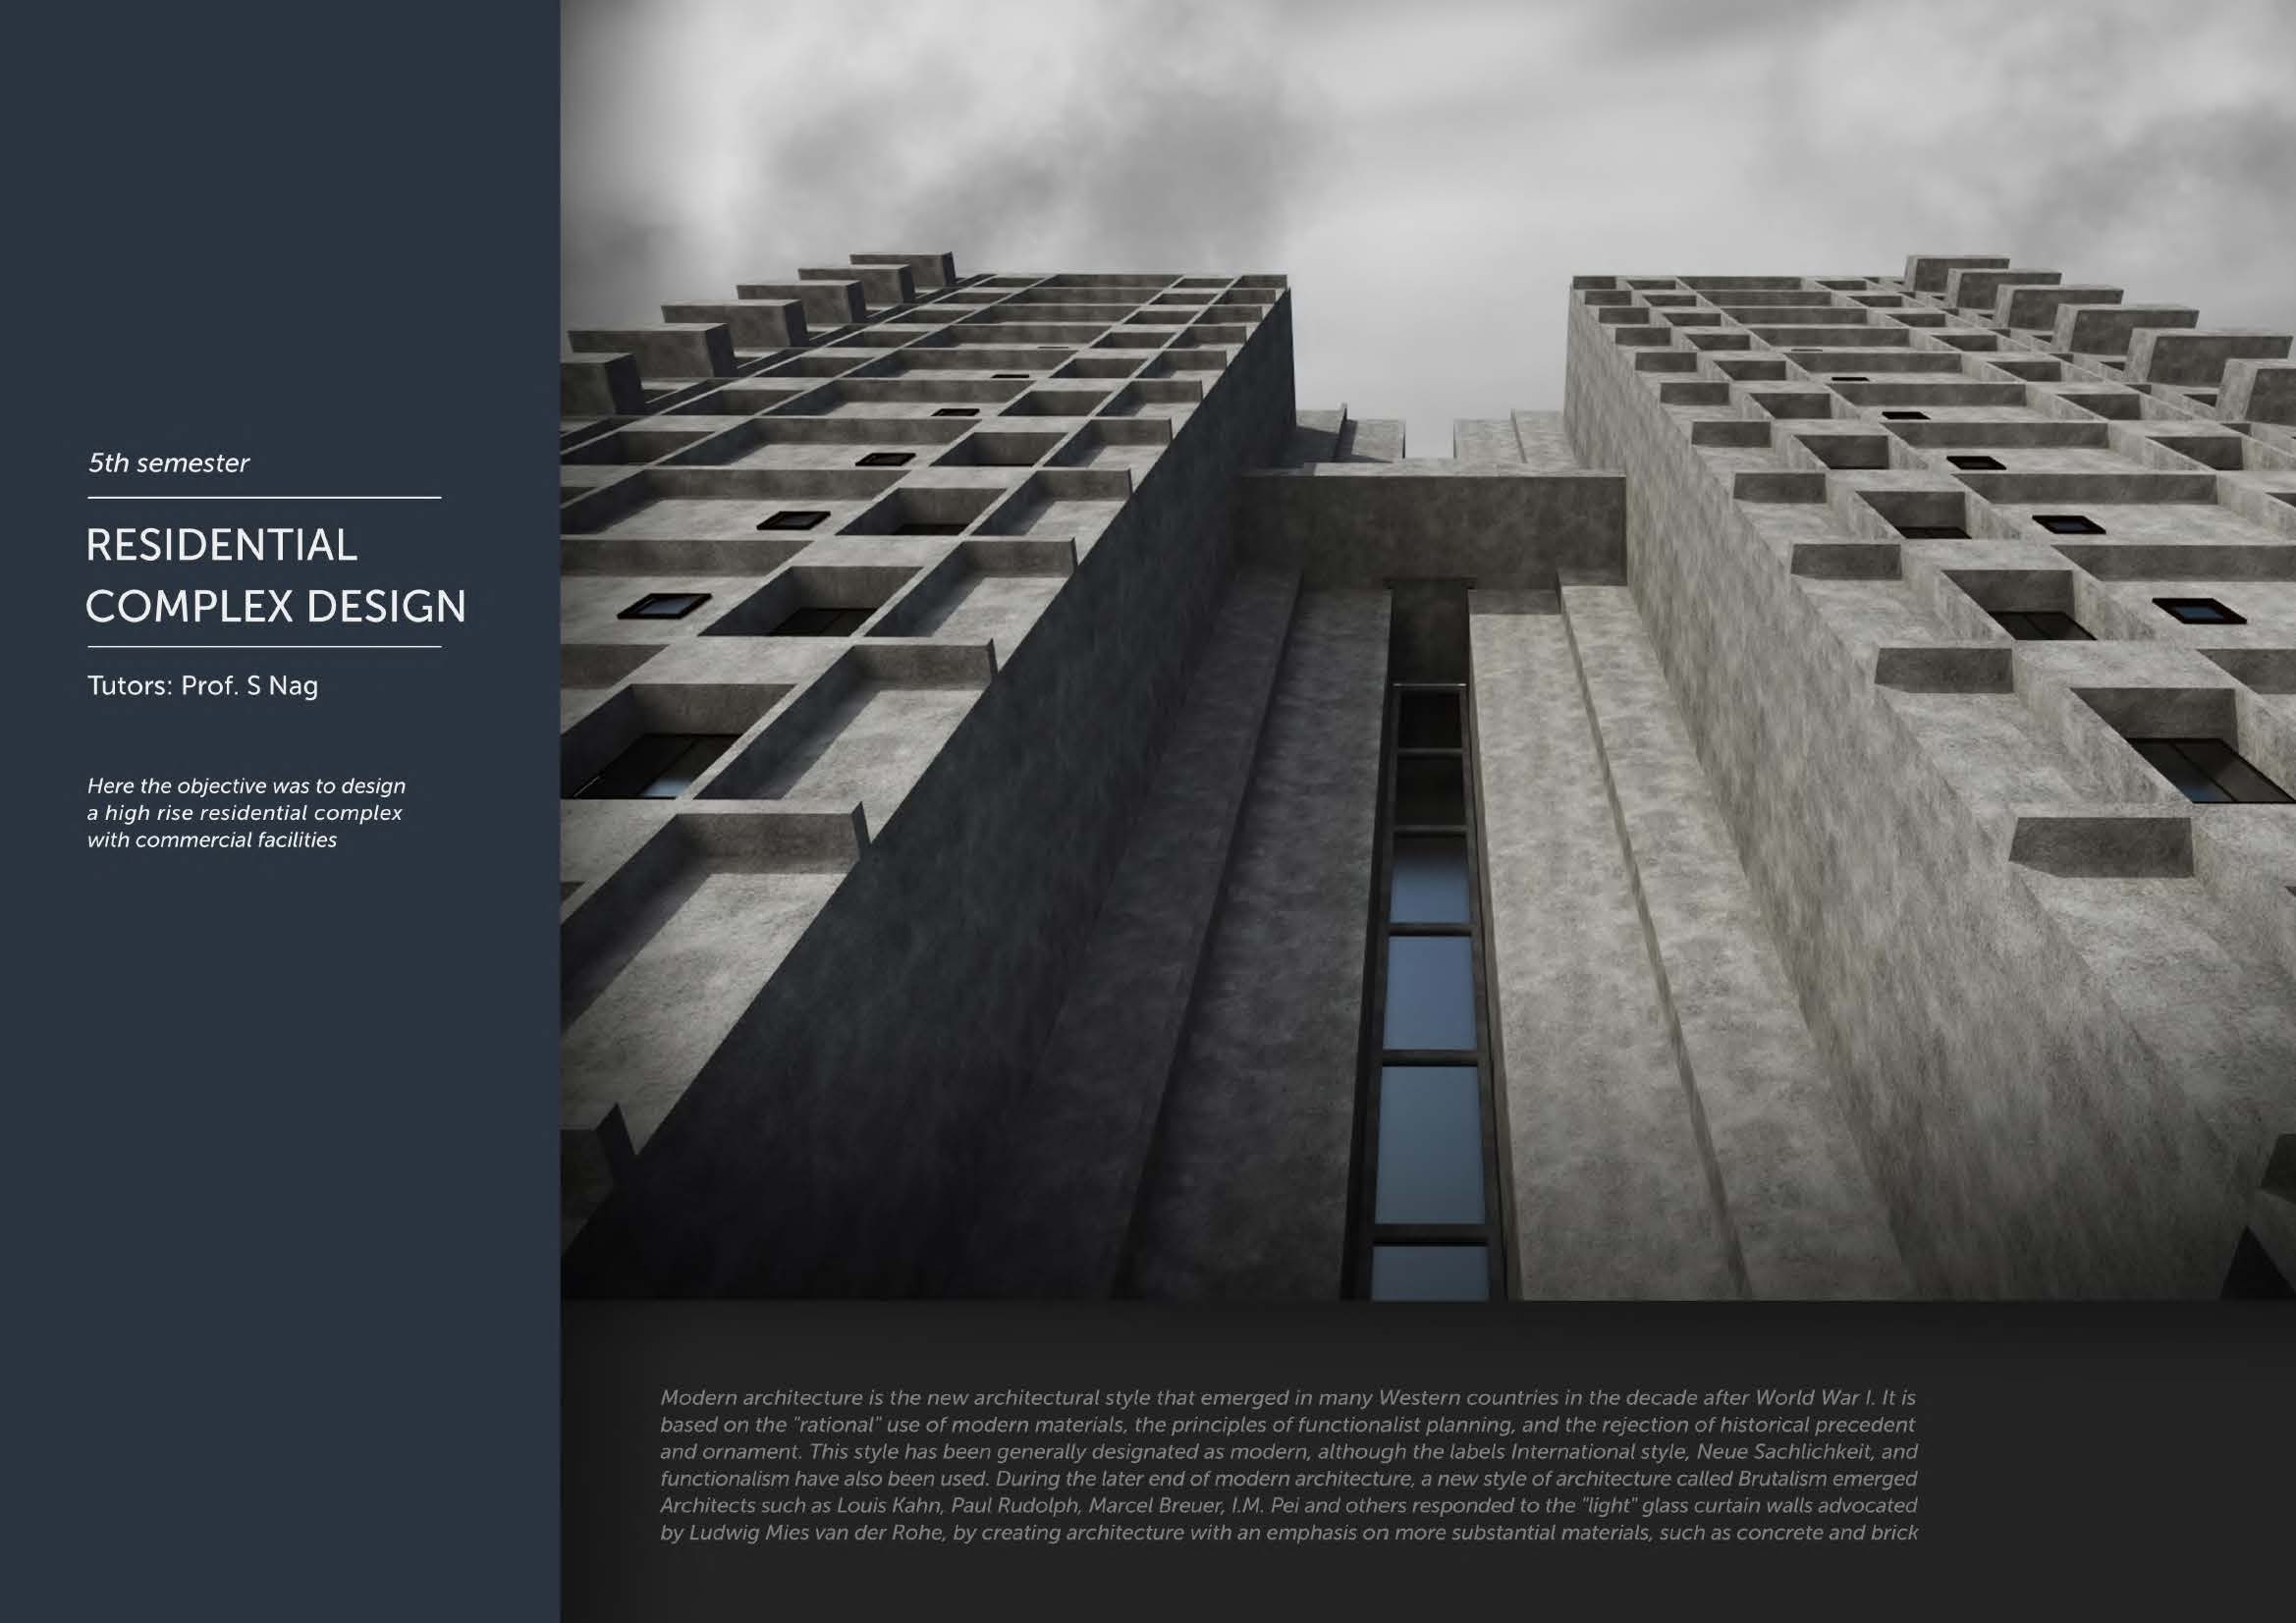 5th semester
RESIDENTIAL
COMPLEX DESIGN
Tutors: Prof. S Nag
Here the objective was to design
a high rise residential complex
with commercial facilities
Modern architecture is the new architectural style that emerged in many Western countries in the decade after World War I. It is
based on the "rational" use of modern materials, the principles of functionalist planning, and the rejection of historical precedent
and ornament. This style has been generally designated as modern, although the labels International style, Neue Sachlichkeit, and
functionalism have also been used. During the later end of modern architecture, a new style of architecture called Brutalism emerged
Architects such as Louis Kahn, Paul Rudolph, Marcel Breuer, I.M. Pei and others responded to the "light" glass curtain walls advocated
by Ludwig Mies van der Rohe, by creating architecture with an emphasis on more substantial materials, such as concrete and brick